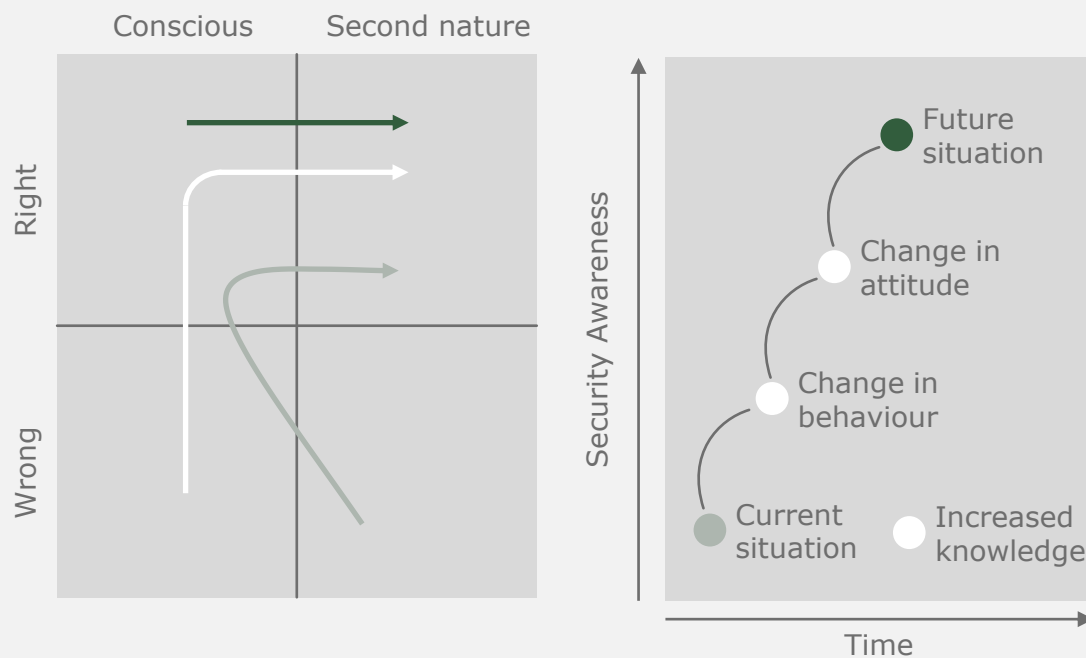 Conscious
Second nature
Right
Wrong
Security Awareness
Future
situation
Change in
attitude
Change in
behaviour
Current
situation
Increased
knowledge
Time